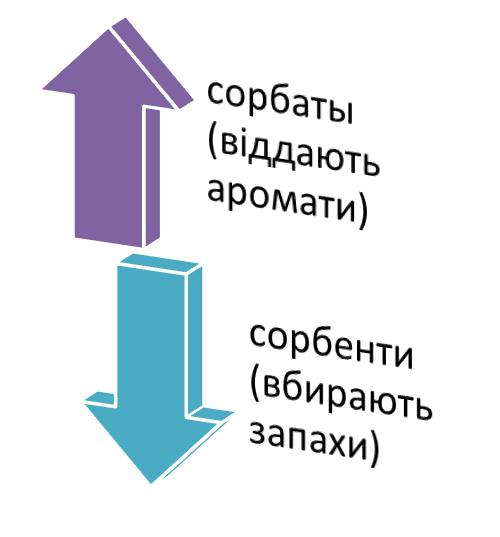 сорбаты
(віддають
аромати)
сорбенти
(вбирають
запахи)